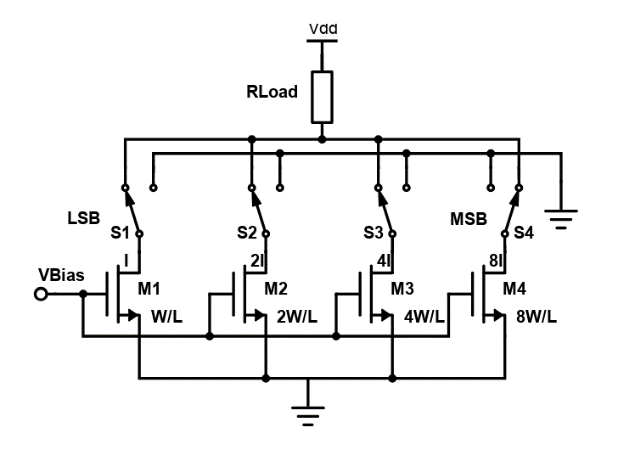 Vdd
RLoad
LSB
MSB
S1
S2
S3
S4
I
2I
4I
8I
VBias
M1
M2
M3
M4
W/L
2W/L
4W/L
8W/L